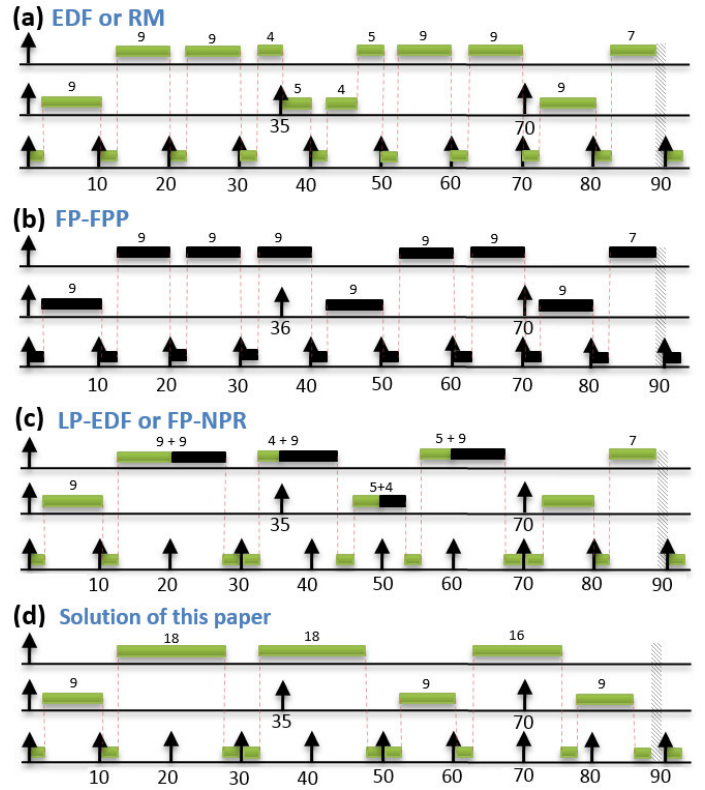 (a) EDF or RM
9 9 4 5 9 9 7
9 5 4 9
35 70
10 20 30 40 50 60 70 80 90
(b) FP-FPP
9 9 9 9 9 7
9 9 9
36 70
10 20 30 40 50 60 70 80 90
(c) LP-EDF or FP-NPR
9 + 9 4 + 9 5 + 9 7
9 5+4
35 70
10 20 30 40 50 60 70 80 90
(d) Solution of this paper
18 18 16
9 9 9
35 70
10 20 30 40 50 60 70 80 90